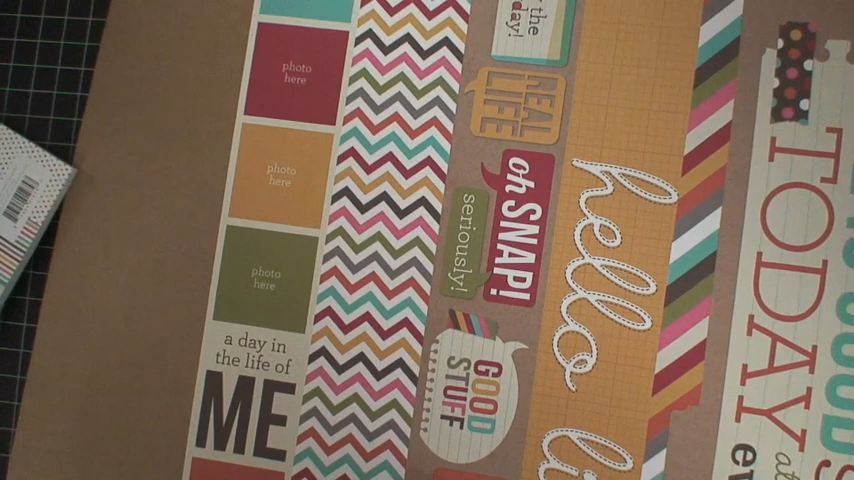 photo
here
photo
here
photo
here
a day in
the life of
ME
the
day!
REAL
LIFE
oh SNAP!
seriously!
GOOD
STUFF
hello
TODAY